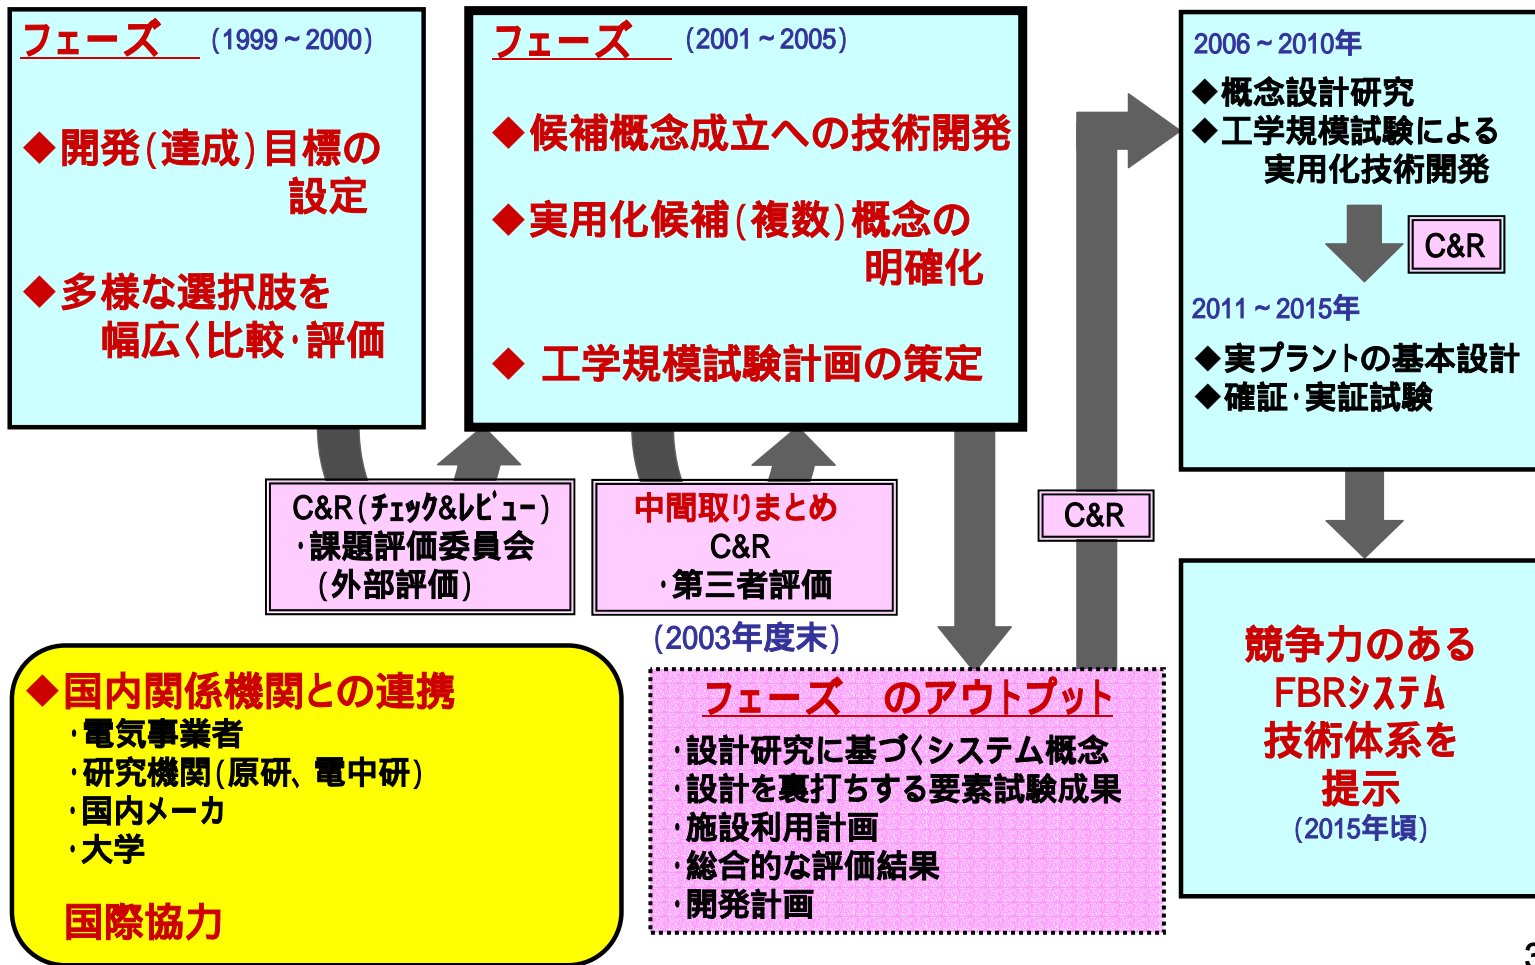 フェーズ (1999～2000)
◆開発(達成)目標の
設定
◆多様な選択肢を
幅広く比較・評価
フェーズ (2001～2005)
◆候補概念成立への技術開発
◆実用化候補(複数)概念の
明確化
◆ 工学規模試験計画の策定
2006～2010年
◆概念設計研究
◆工学規模試験による
実用化技術開発
C&R
2011～2015年
◆実プラントの基本設計
◆確証・実証試験
C&R(ﾁｪｯｸ&ﾚﾋﾞｭｰ)
・課題評価委員会
(外部評価)
中間取りまとめ
C&R
・第三者評価
(2003年度末)
C&R
◆国内関係機関との連携
・電気事業者
・研究機関(原研、電中研)
・国内メーカ
・大学
国際協力
フェーズ のアウトプット
・設計研究に基づくシステム概念
・設計を裏打ちする要素試験成果
・施設利用計画
・総合的な評価結果
・開発計画
競争力のある
FBRシステム
技術体系を
提示
(2015年頃)
3